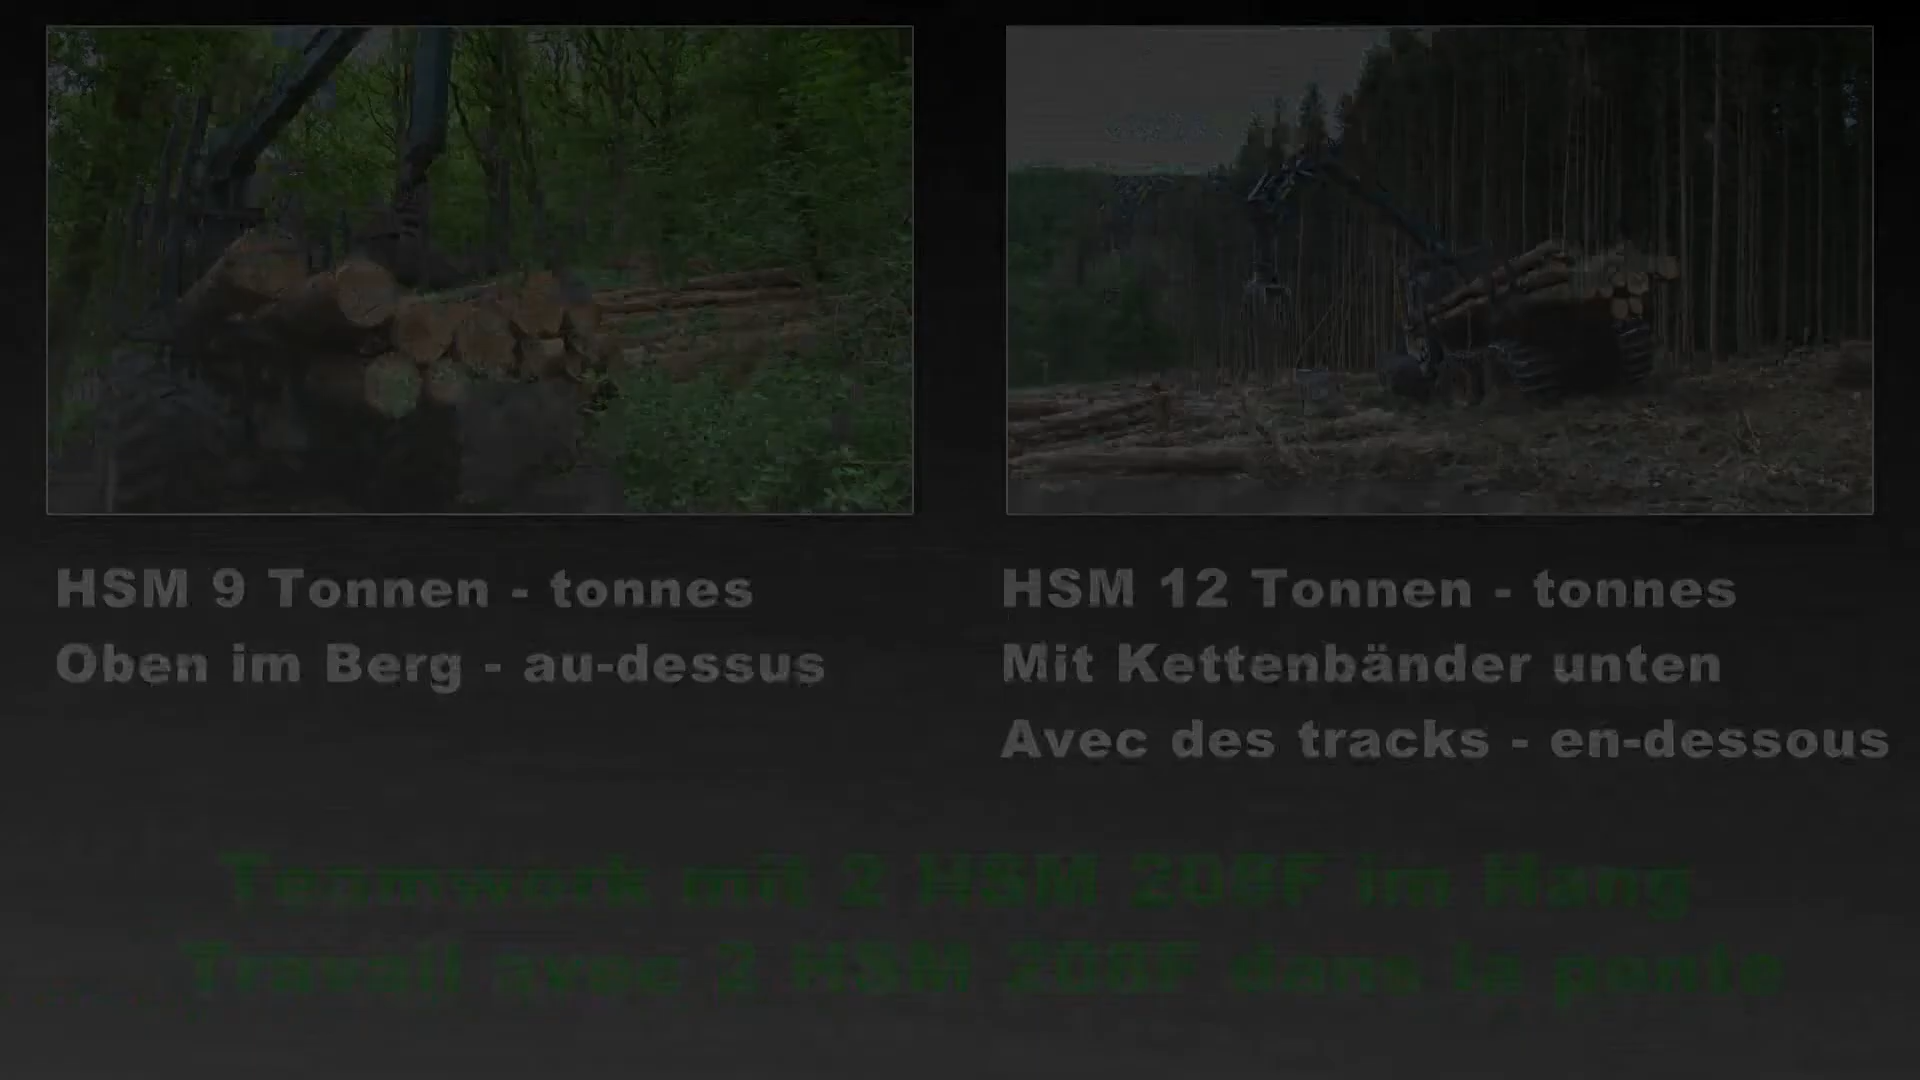 HSM 9 Tonnen - tonnes
Oben im Berg - au-dessus
HSM 12 Tonnen - tonnes
Mit Kettenbänder unten
Avec des tracks - en-dessous
Teamwork mit 2 HSM 208F im Hang
Travail avec 2 HSM 208F dans la pente